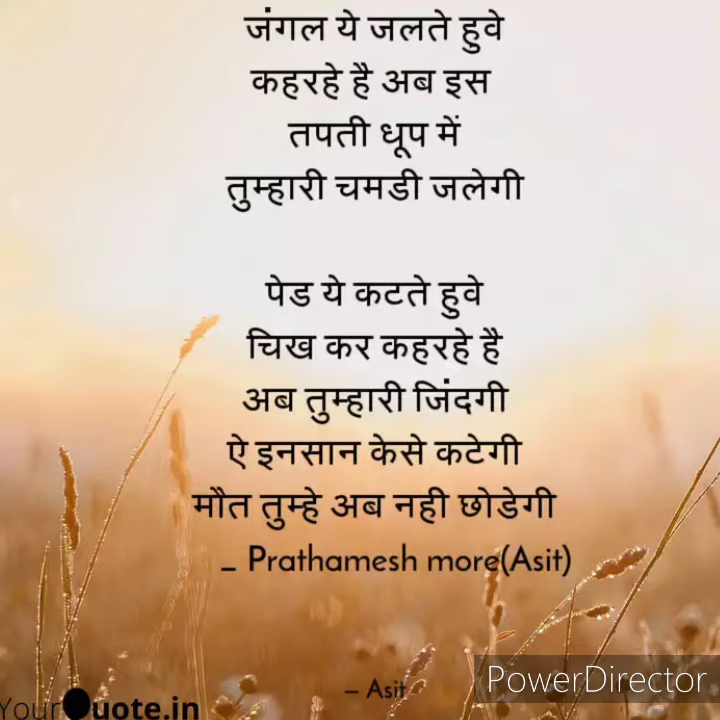 जंगल ये जलते हुवे
कहरहे है अब इस
तपती धूप में
तुम्हारी चमडी जलेगी
पेड ये कटते हुवे
चिख कर कहरहे है
अब तुम्हारी जिंदगी
ऐ इनसान केसे कटेगी
मौत तुम्हे अब नही छोडेगी
_ Prathamesh more(Asit)
– Asit
PowerDirector
YourQuote.in